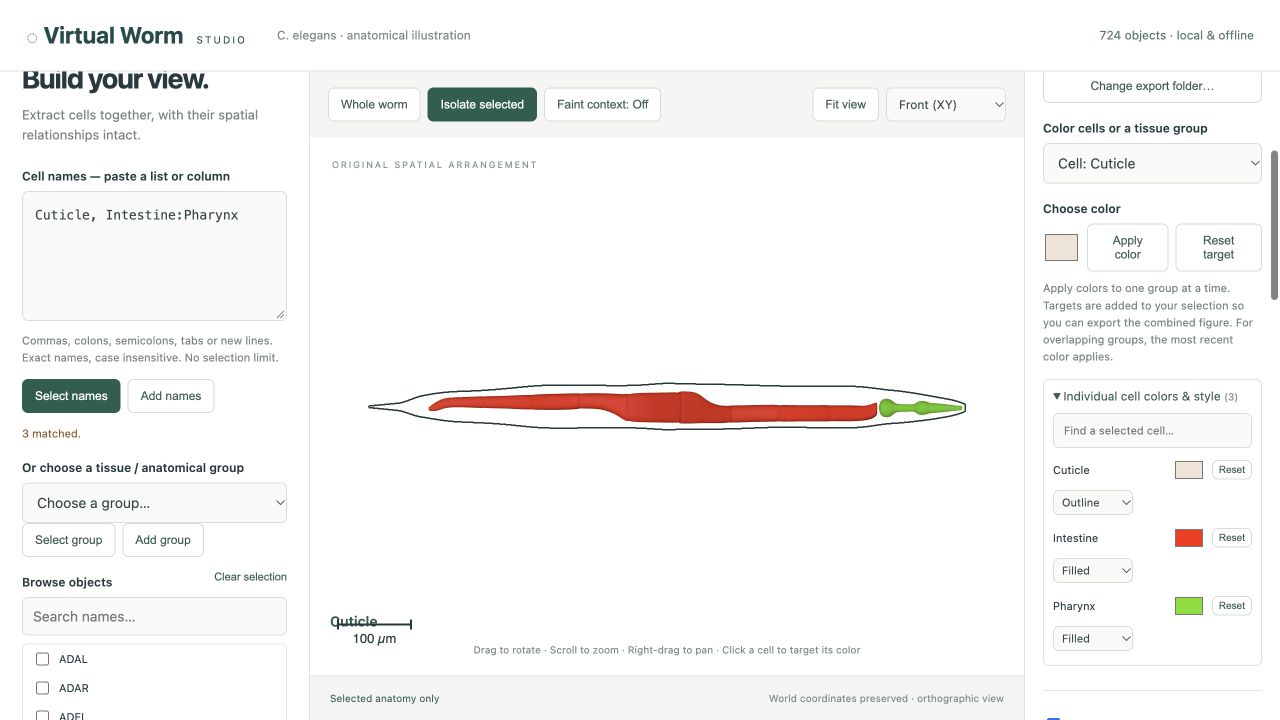 Virtual Worm STUDIO
C. elegans · anatomical illustration
724 objects · local & offline
Build your view.
Extract cells together, with their spatial
relationships intact.
Cell names — paste a list or column
Cuticle, Intestine:Pharynx
Commas, colons, semicolons, tabs or new lines.
Exact names, case insensitive. No selection limit.
Select names
Add names
3 matched.
Or choose a tissue / anatomical group
Choose a group...
Select group
Add group
Browse objects
Clear selection
Search names...
ADAL
ADAR
ADEL
Whole worm
Isolate selected
Faint context: Off
Fit view
Front (XY)
ORIGINAL SPATIAL ARRANGEMENT
Cuticle
100 µm
Drag to rotate · Scroll to zoom · Right-drag to pan · Click a cell to target its color
Selected anatomy only
World coordinates preserved · orthographic view
Change export folder...
Color cells or a tissue group
Cell: Cuticle
Choose color
Apply
color
Reset
target
Apply colors to one group at a time.
Targets are added to your selection so
you can export the combined figure. For
overlapping groups, the most recent
color applies.
Individual cell colors & style (3)
Find a selected cell...
Cuticle
Reset
Outline
Intestine
Reset
Filled
Pharynx
Reset
Filled